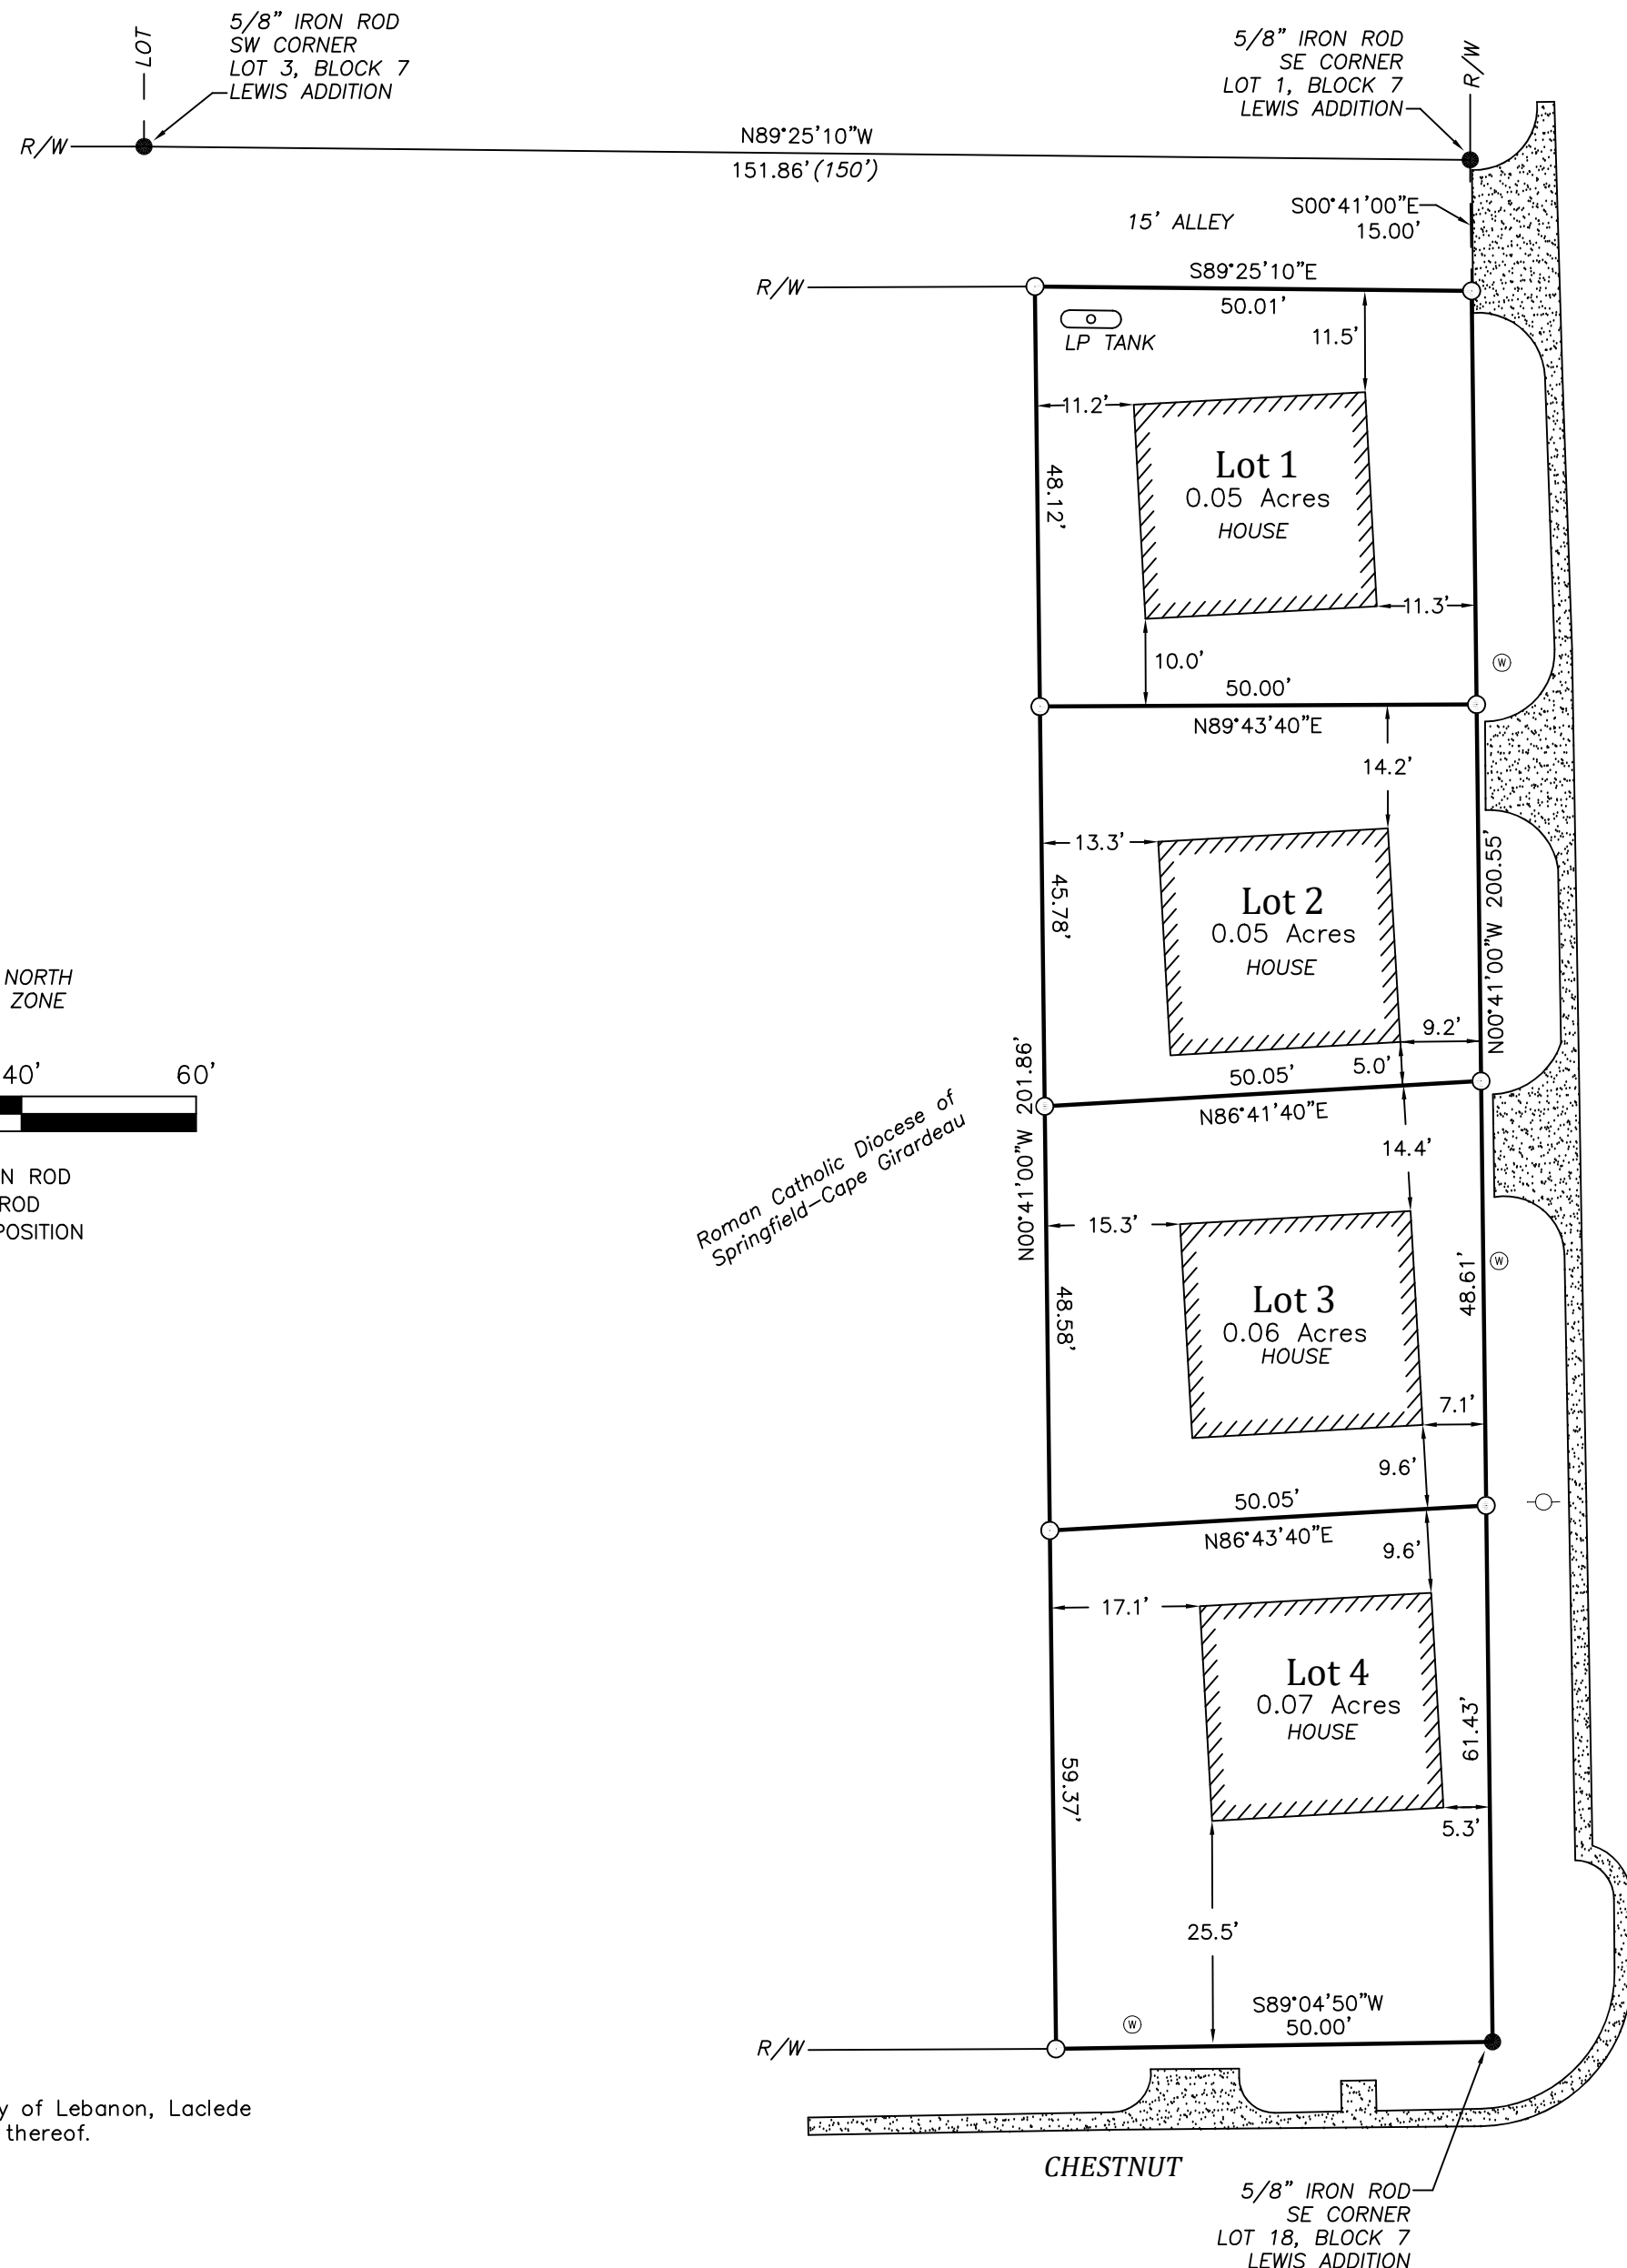 LOT
5/8” IRON ROD
SW CORNER
LOT 3, BLOCK 7
LEWIS ADDITION
R/W
5/8” IRON ROD
SE CORNER
LOT 1, BLOCK 7
LEWIS ADDITION
R/W
N89°25'10”W
151.86' (150')
15' ALLEY
S00°41'00”E
15.00'
R/W
S89°25'10”E
50.01'
LP TANK
11.5'
11.2'
Lot 1
0.05 Acres
HOUSE
48.12'
11.3'
10.0'
W
50.00'
N89°43'40”E
14.2'
13.3'
Lot 2
0.05 Acres
HOUSE
45.78'
N00°41'00”W 200.55'
9.2'
5.0'
50.05'
N86°41'40”E
NORTH
ZONE
40'
60'
N ROD
ROD
POSITION
Roman Catholic Diocese of
Springfield–Cape Girardeau
N00°41'00”W 201.86'
14.4'
15.3'
W
Lot 3
0.06 Acres
HOUSE
48.58'
48.61'
7.1'
9.6'
50.05'
N86°43'40”E
9.6'
17.1'
Lot 4
0.07 Acres
HOUSE
59.37'
61.43'
5.3'
25.5'
S89°04'50”W
50.00'
W
R/W
y of Lebanon, Laclede
thereof.
CHESTNUT
5/8” IRON ROD
SE CORNER
LOT 18, BLOCK 7
LEWIS ADDITION